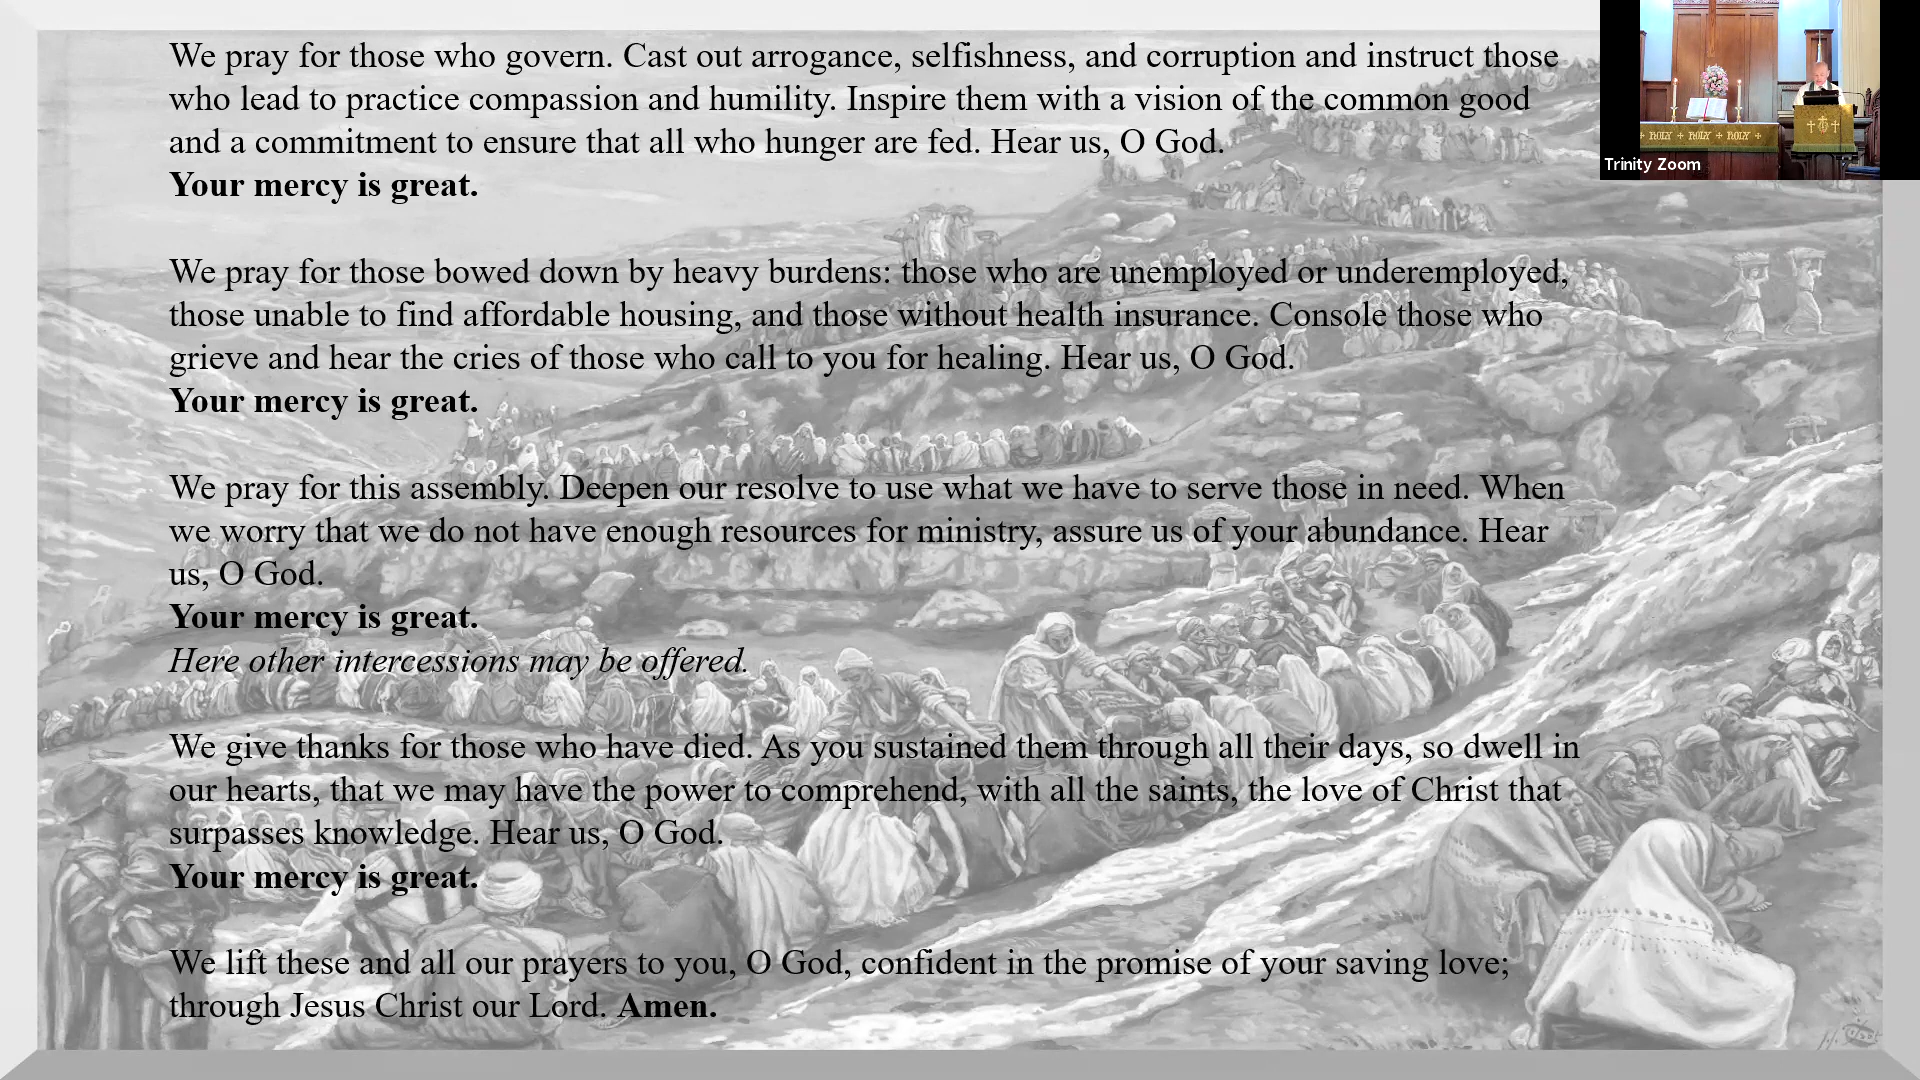 We pray for those who govern. Cast out arrogance, selfishness, and corruption and instruct those
who lead to practice compassion and humility. Inspire them with a vision of the common good
and a commitment to ensure that all who hunger are fed. Hear us, O God.
Your mercy is great.
We pray for those bowed down by heavy burdens: those who are unemployed or underemployed,
those unable to find affordable housing, and those without health insurance. Console those who
grieve and hear the cries of those who call to you for healing. Hear us, O God.
Your mercy is great.
We pray for this assembly. Deepen our resolve to use what we have to serve those in need. When
we worry that we do not have enough resources for ministry, assure us of your abundance. Hear
us, O God.
Your mercy is great.
Here other intercessions may be offered.
We give thanks for those who have died. As you sustained them through all their days, so dwell in
our hearts, that we may have the power to comprehend, with all the saints, the love of Christ that
surpasses knowledge. Hear us, O God.
Your mercy is great.
We lift these and all our prayers to you, O God, confident in the promise of your saving love;
through Jesus Christ our Lord. Amen.
HOLY + HOLY + HOLY
Trinity Zoom